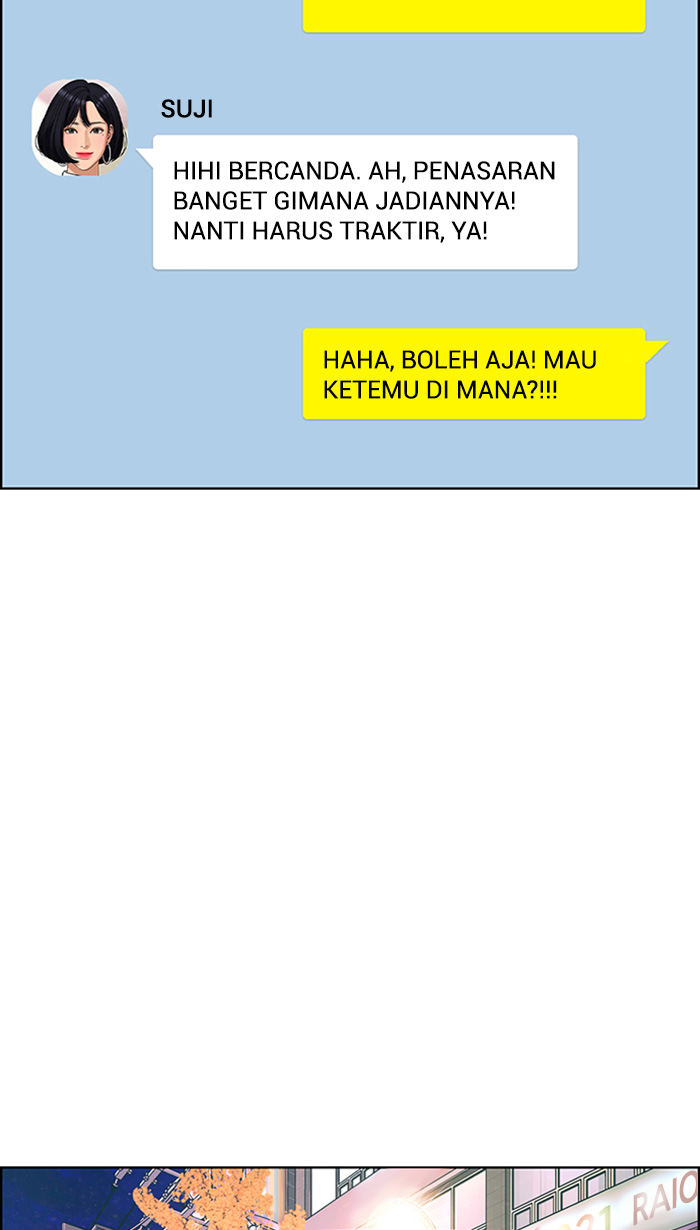 SUJI
HIHI BERCANDA. AH, PENASARAN
BANGET GIMANA JADIANNYA!
NANTI HARUS TRAKTIR, YA!
HAHA, BOLEH AJA! MAU
KETEMU DI MANA?!!!
21 RAIO